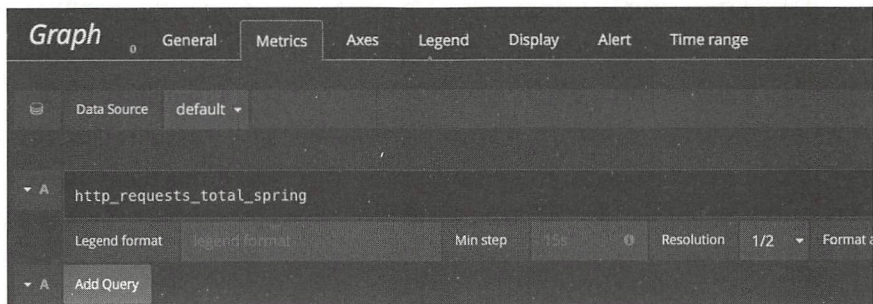 Graph 0 General Metrics Axes Legend Display Alert Time range
Data Source default
A http_requests_total_spring
Legend format legend format Min step 15s Resolution 1/2 Format a
A Add Query